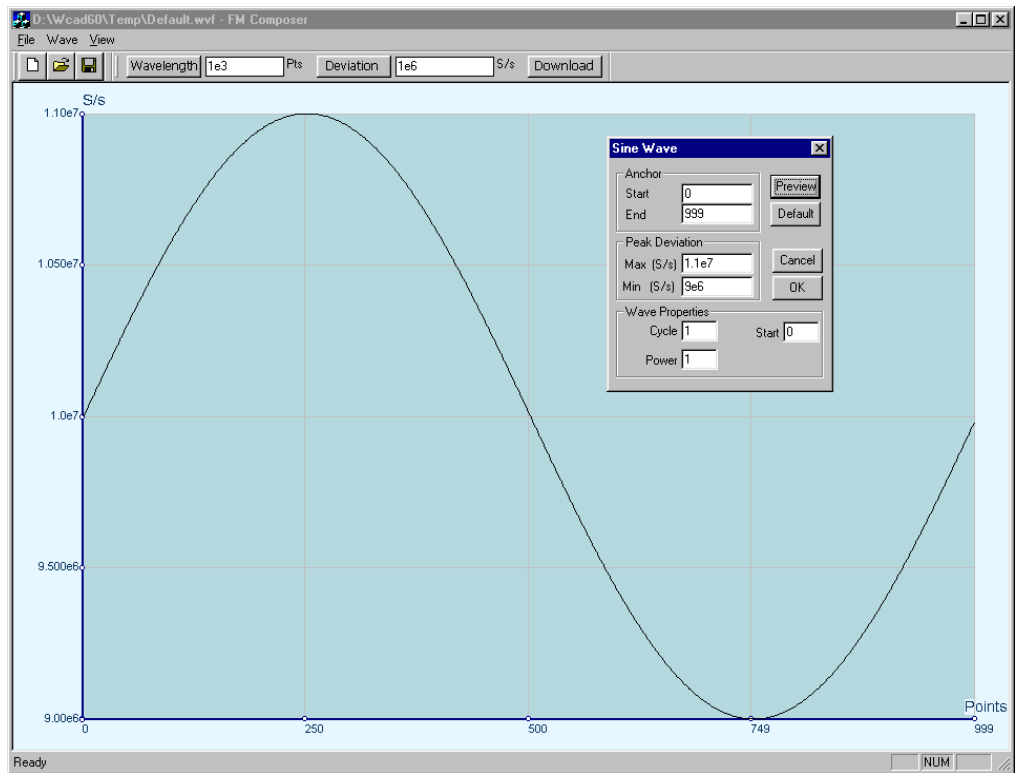 D:\Wcad60\Temp\Default.wvf - FM Composer
File Wave View
Wavelength 1e3 Pts Deviation 1e6 S/s Download
S/s
1.10e7
1.050e7
1.0e7
9.500e6
9.00e6
0 250 500 749 999
Points
Sine Wave
Anchor
Start 0
End 999
Preview
Default
Peak Deviation
Max (S/s) 1.1e7
Min (S/s) 9e6
Cancel
OK
Wave Properties
Cycle 1 Start 0
Power 1
Ready NUM